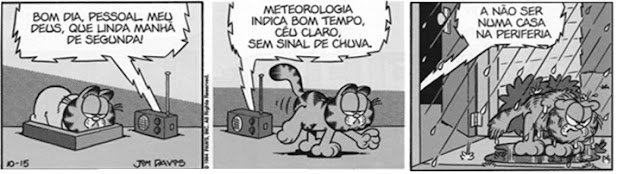 BOM DIA, PESSOAL. MEU
DEUS, QUE LINDA MANHÃ
DE SEGUNDA!
10-15
JIM DAVIS
METEOROLOGIA
INDICA BOM TEMPO,
CÉU CLARO,
SEM SINAL DE CHUVA.
© 1984 PAWS, INC. All Rights Reserved.
A NÃO SER
NUMA CASA
NA PERIFERIA